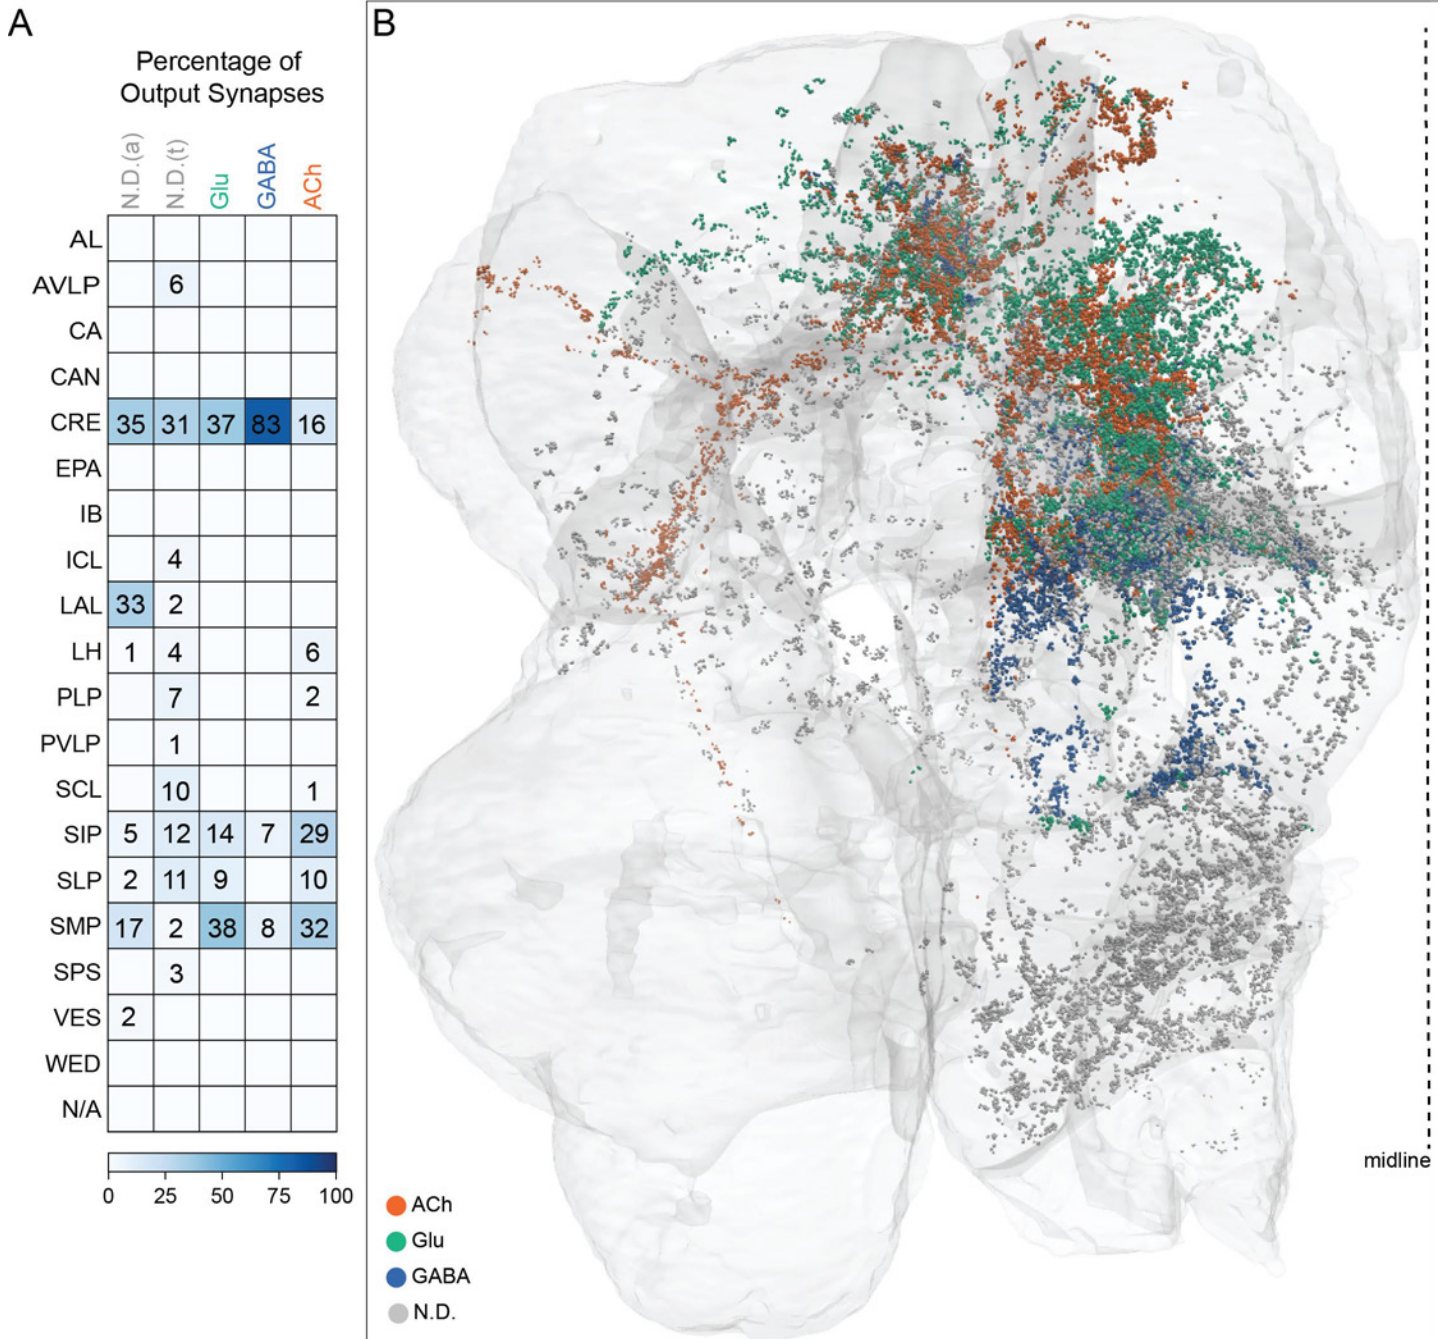 A
B
Percentage of
Output Synapses
N.D.(a) N.D.(t) Glu GABA ACh
AL
AVLP 6
CA
CAN
CRE 35 31 37 83 16
EPA
IB
ICL 4
LAL 33 2
LH 1 4 6
PLP 7 2
PVLP 1
SCL 10 1
SIP 5 12 14 7 29
SLP 2 11 9 10
SMP 17 2 38 8 32
SPS 3
VES 2
WED
N/A
0 25 50 75 100
midline
ACh
Glu
GABA
N.D.